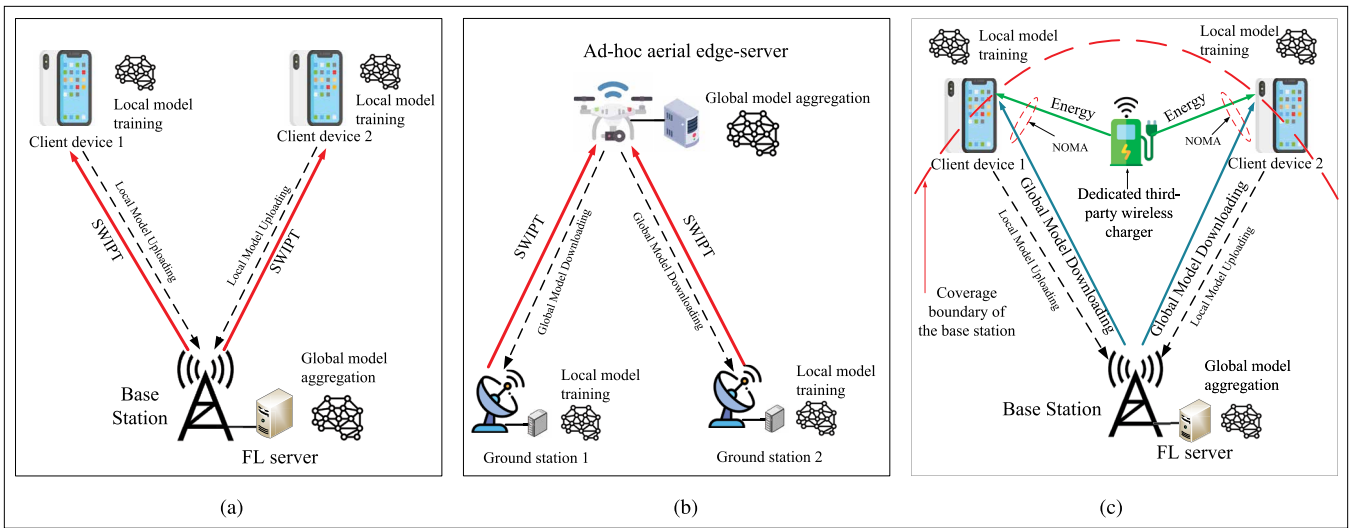 Local model
training
Client device 1
Local model
training
Client device 2
Local Model Uploading
SWIPT
Local Model Uploading
SWIPT
Base
Station
Global model
aggregation
FL server
(a)
Ad-hoc aerial edge-server
Global model aggregation
SWIPT
Global Model Downloading
Global Model Downloading
SWIPT
Local model
training
Ground station 1
Local model
training
Ground station 2
(b)
Local model
training
Local model
training
Energy
Energy
NOMA
NOMA
Client device 1
Client device 2
Dedicated third-
party wireless
charger
Global Model Downloading
Local Model Uploading
Global Model Downloading
Local Model Uploading
Coverage
boundary of
the base station
Base Station
Global model
aggregation
FL server
(c)